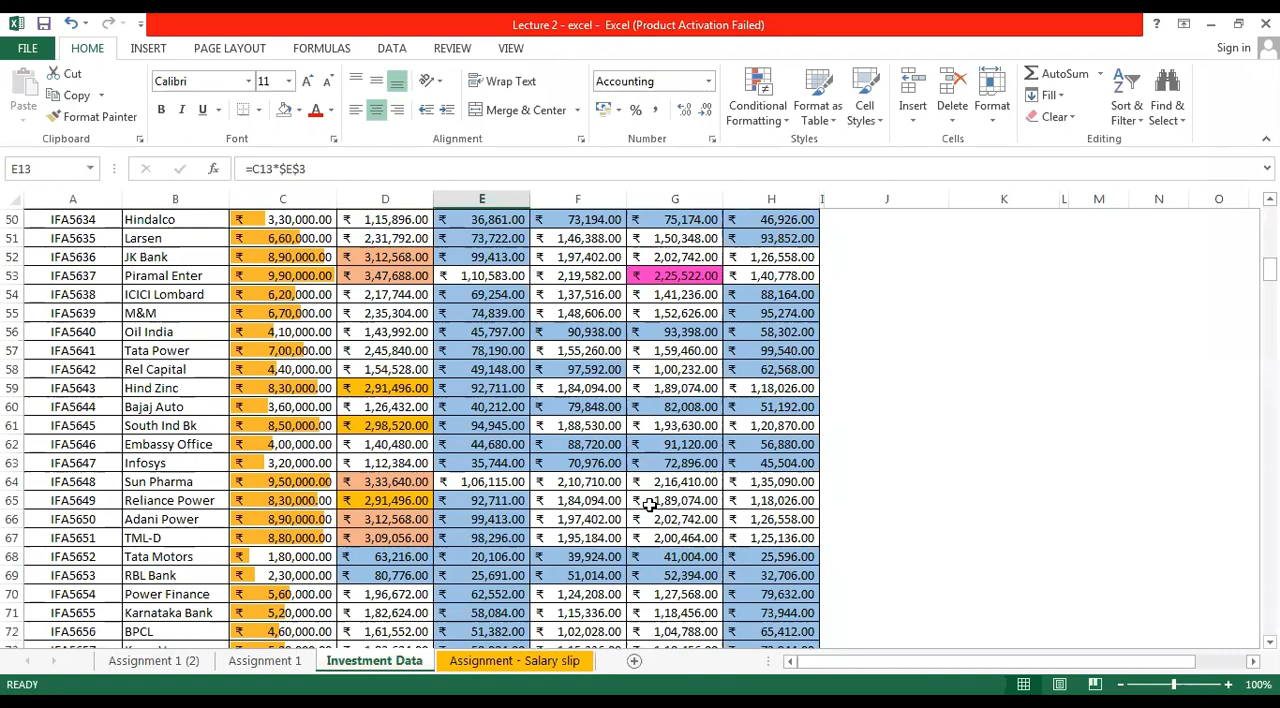 Lecture 2 - excel - Excel (Product Activation Failed)
FILE HOME INSERT PAGE LAYOUT FORMULAS DATA REVIEW VIEW Sign in
Cut
Copy
Format Painter
Paste
Clipboard
Calibri 11
B I U
Font
Wrap Text
Merge & Center
Alignment
Accounting
Number
Conditional Formatting
Format as Table
Cell Styles
Styles
Insert Delete Format
Cells
AutoSum
Fill
Clear
Sort & Filter
Find & Select
Editing
E13 =C13*$E$3
A B C D E F G H I J K L M N O
50 IFA5634 Hindalco ₹ 3,30,000.00 ₹ 1,15,896.00 ₹ 36,861.00 ₹ 73,194.00 ₹ 75,174.00 ₹ 46,926.00
51 IFA5635 Larsen ₹ 6,60,000.00 ₹ 2,31,792.00 ₹ 73,722.00 ₹ 1,46,388.00 ₹ 1,50,348.00 ₹ 93,852.00
52 IFA5636 JK Bank ₹ 8,90,000.00 ₹ 3,12,568.00 ₹ 99,413.00 ₹ 1,97,402.00 ₹ 2,02,742.00 ₹ 1,26,558.00
53 IFA5637 Piramal Enter ₹ 9,90,000.00 ₹ 3,47,688.00 ₹ 1,10,583.00 ₹ 2,19,582.00 ₹ 2,25,522.00 ₹ 1,40,778.00
54 IFA5638 ICICI Lombard ₹ 6,20,000.00 ₹ 2,17,744.00 ₹ 69,254.00 ₹ 1,37,516.00 ₹ 1,41,236.00 ₹ 88,164.00
55 IFA5639 M&M ₹ 6,70,000.00 ₹ 2,35,304.00 ₹ 74,839.00 ₹ 1,48,606.00 ₹ 1,52,626.00 ₹ 95,274.00
56 IFA5640 Oil India ₹ 4,10,000.00 ₹ 1,43,992.00 ₹ 45,797.00 ₹ 90,938.00 ₹ 93,398.00 ₹ 58,302.00
57 IFA5641 Tata Power ₹ 7,00,000.00 ₹ 2,45,840.00 ₹ 78,190.00 ₹ 1,55,260.00 ₹ 1,59,460.00 ₹ 99,540.00
58 IFA5642 Rel Capital ₹ 4,40,000.00 ₹ 1,54,528.00 ₹ 49,148.00 ₹ 97,592.00 ₹ 1,00,232.00 ₹ 62,568.00
59 IFA5643 Hind Zinc ₹ 8,30,000.00 ₹ 2,91,496.00 ₹ 92,711.00 ₹ 1,84,094.00 ₹ 1,89,074.00 ₹ 1,18,026.00
60 IFA5644 Bajaj Auto ₹ 3,60,000.00 ₹ 1,26,432.00 ₹ 40,212.00 ₹ 79,848.00 ₹ 82,008.00 ₹ 51,192.00
61 IFA5645 South Ind Bk ₹ 8,50,000.00 ₹ 2,98,520.00 ₹ 94,945.00 ₹ 1,88,530.00 ₹ 1,93,630.00 ₹ 1,20,870.00
62 IFA5646 Embassy Office ₹ 4,00,000.00 ₹ 1,40,480.00 ₹ 44,680.00 ₹ 88,720.00 ₹ 91,120.00 ₹ 56,880.00
63 IFA5647 Infosys ₹ 3,20,000.00 ₹ 1,12,384.00 ₹ 35,744.00 ₹ 70,976.00 ₹ 72,896.00 ₹ 45,504.00
64 IFA5648 Sun Pharma ₹ 9,50,000.00 ₹ 3,33,640.00 ₹ 1,06,115.00 ₹ 2,10,710.00 ₹ 2,16,410.00 ₹ 1,35,090.00
65 IFA5649 Reliance Power ₹ 8,30,000.00 ₹ 2,91,496.00 ₹ 92,711.00 ₹ 1,84,094.00 ₹ 1,89,074.00 ₹ 1,18,026.00
66 IFA5650 Adani Power ₹ 8,90,000.00 ₹ 3,12,568.00 ₹ 99,413.00 ₹ 1,97,402.00 ₹ 2,02,742.00 ₹ 1,26,558.00
67 IFA5651 TML-D ₹ 8,80,000.00 ₹ 3,09,056.00 ₹ 98,296.00 ₹ 1,95,184.00 ₹ 2,00,464.00 ₹ 1,25,136.00
68 IFA5652 Tata Motors ₹ 1,80,000.00 ₹ 63,216.00 ₹ 20,106.00 ₹ 39,924.00 ₹ 41,004.00 ₹ 25,596.00
69 IFA5653 RBL Bank ₹ 2,30,000.00 ₹ 80,776.00 ₹ 25,691.00 ₹ 51,014.00 ₹ 52,394.00 ₹ 32,706.00
70 IFA5654 Power Finance ₹ 5,60,000.00 ₹ 1,96,672.00 ₹ 62,552.00 ₹ 1,24,208.00 ₹ 1,27,568.00 ₹ 79,632.00
71 IFA5655 Karnataka Bank ₹ 5,20,000.00 ₹ 1,82,624.00 ₹ 58,084.00 ₹ 1,15,336.00 ₹ 1,18,456.00 ₹ 73,944.00
72 IFA5656 BPCL ₹ 4,60,000.00 ₹ 1,61,552.00 ₹ 51,382.00 ₹ 1,02,028.00 ₹ 1,04,788.00 ₹ 65,412.00
Assignment 1 (2) Assignment 1 Investment Data Assignment - Salary slip
READY 100%